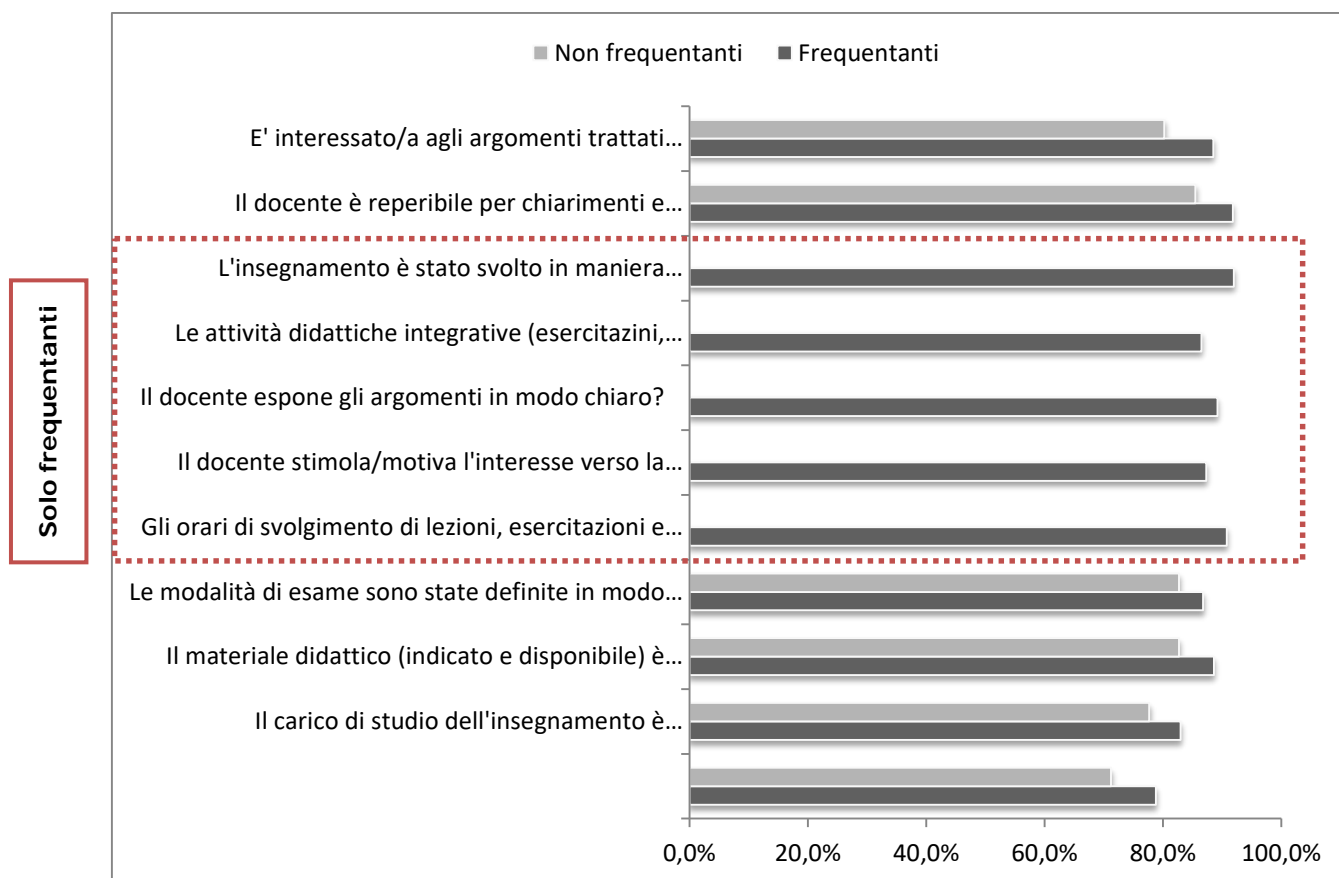 Non frequentanti Frequentanti
E' interessato/a agli argomenti trattati...
Il docente è reperibile per chiarimenti e...
L'insegnamento è stato svolto in maniera...
Le attività didattiche integrative (esercitazini,...
Il docente espone gli argomenti in modo chiaro?
Il docente stimola/motiva l'interesse verso la...
Gli orari di svolgimento di lezioni, esercitazioni e...
Le modalità di esame sono state definite in modo...
Il materiale didattico (indicato e disponibile) è...
Il carico di studio dell'insegnamento è...
0,0% 20,0% 40,0% 60,0% 80,0% 100,0%
Solo frequentanti